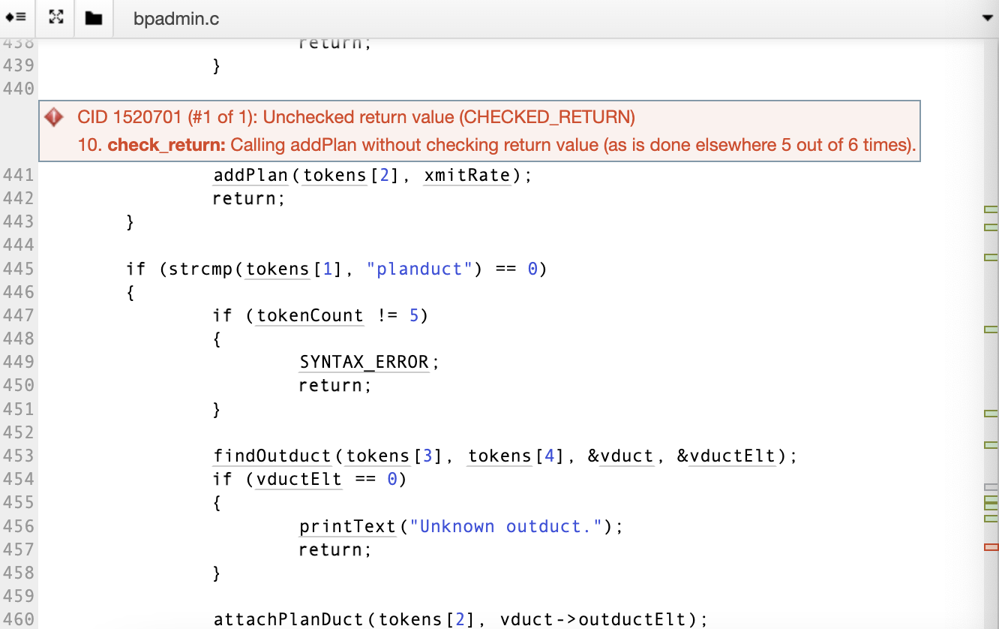 bpadmin.c
438 return;
439 }
440
CID 1520701 (#1 of 1): Unchecked return value (CHECKED_RETURN)
10. check_return: Calling addPlan without checking return value (as is done elsewhere 5 out of 6 times).
441 addPlan(tokens[2], xmitRate);
442 return;
443 }
444
445 if (strcmp(tokens[1], "planduct") == 0)
446 {
447 if (tokenCount != 5)
448 {
449 SYNTAX_ERROR;
450 return;
451 }
452
453 findOutduct(tokens[3], tokens[4], &vduct, &vductElt);
454 if (vductElt == 0)
455 {
456 printText("Unknown outduct.");
457 return;
458 }
459
460 attachPlanDuct(tokens[2], vduct->outductElt);